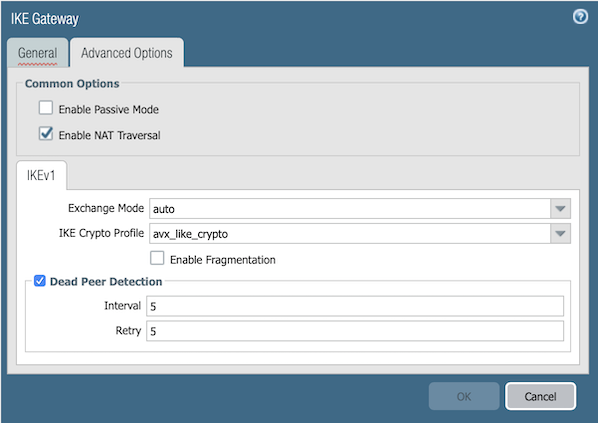 IKE Gateway
?
General
Advanced Options
Common Options
Enable Passive Mode
Enable NAT Traversal
IKEv1
Exchange Mode auto
IKE Crypto Profile avx_like_crypto
Enable Fragmentation
Dead Peer Detection
Interval 5
Retry 5
OK
Cancel